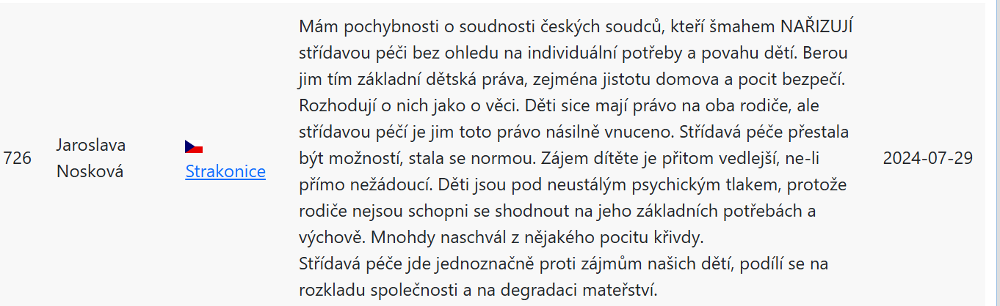 726
Jaroslava
Nosková
Strakonice
Mám pochybnosti o soudnosti českých soudců, kteří šmahem NAŘIZUJÍ
střídavou péči bez ohledu na individuální potřeby a povahu dětí. Berou
jim tím základní dětská práva, zejména jistotu domova a pocit bezpečí.
Rozhodují o nich jako o věci. Děti sice mají právo na oba rodiče, ale
střídavou péčí je jim toto právo násilně vnuceno. Střídavá péče přestala
být možností, stala se normou. Zájem dítěte je přitom vedlejší, ne-li
přímo nežádoucí. Děti jsou pod neustálým psychickým tlakem, protože
rodiče nejsou schopni se shodnout na jeho základních potřebách a
výchově. Mnohdy naschvál z nějakého pocitu křivdy.
Střídavá péče jde jednoznačně proti zájmům našich dětí, podílí se na
rozkladu společnosti a na degradaci mateřství.
2024-07-29